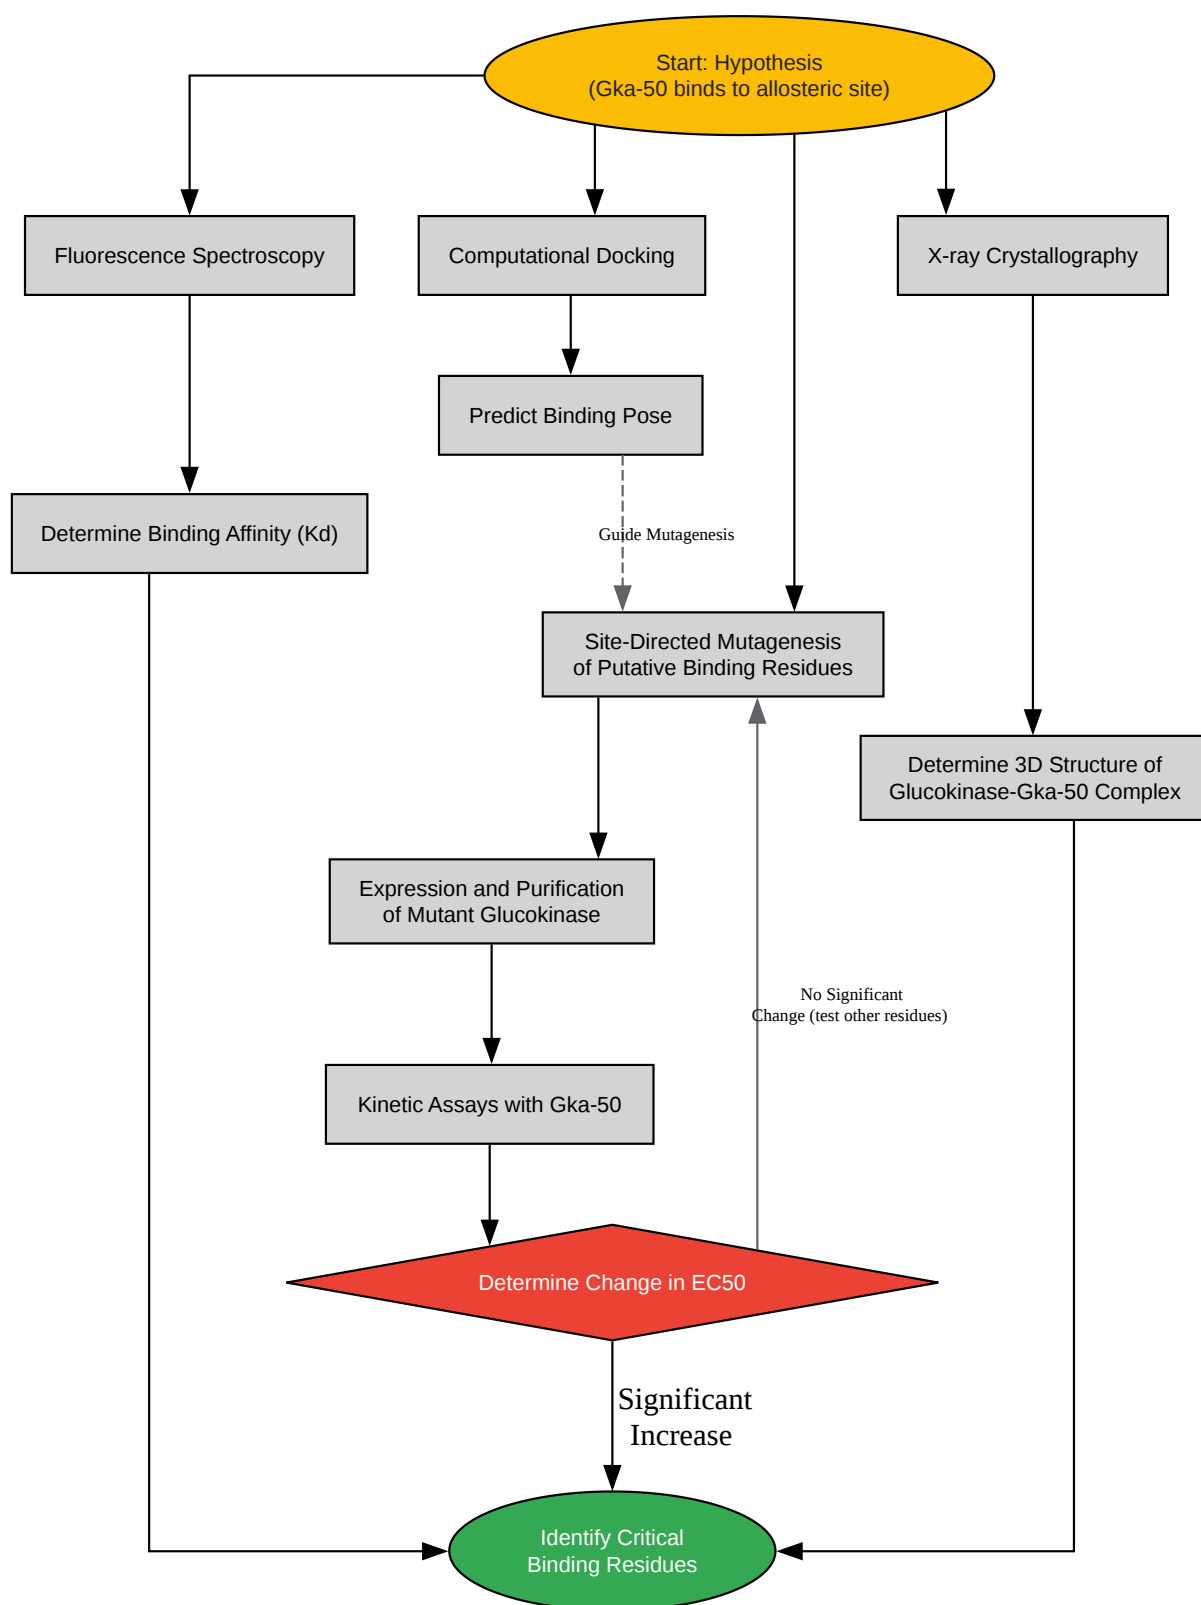 Start: Hypothesis
(Gka-50 binds to allosteric site)
Fluorescence Spectroscopy
Computational Docking
X-ray Crystallography
Predict Binding Pose
Determine Binding Affinity (Kd)
Guide Mutagenesis
Site-Directed Mutagenesis
of Putative Binding Residues
Determine 3D Structure of
Glucokinase-Gka-50 Complex
Expression and Purification
of Mutant Glucokinase
No Significant
Change (test other residues)
Kinetic Assays with Gka-50
Determine Change in EC50
Significant
Increase
Identify Critical
Binding Residues